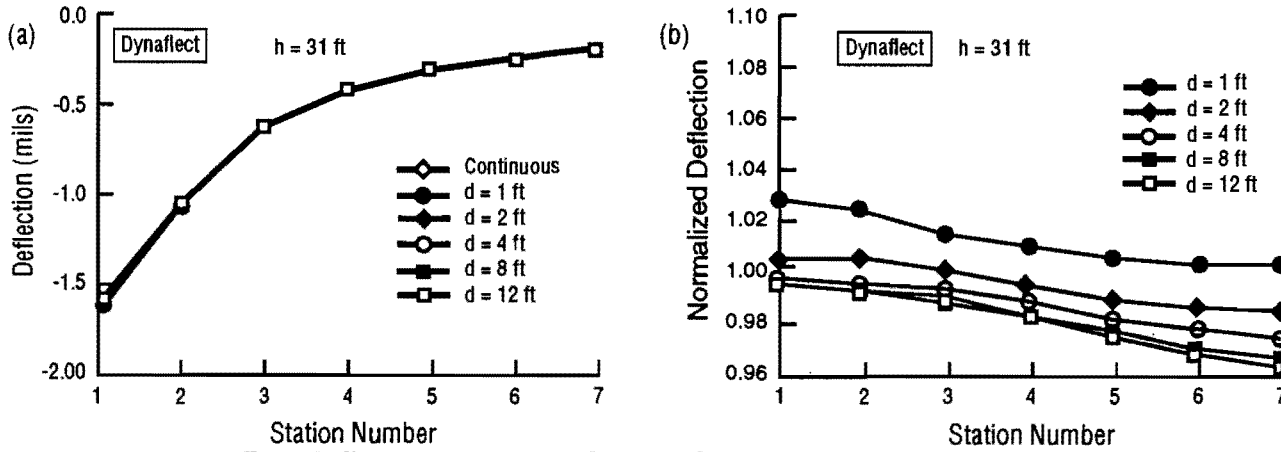 (a)
Dynaflect
h = 31 ft
Deflection (mils)
0.0
-0.5
-1.0
-1.5
-2.00
1 2 3 4 5 6 7
Station Number
Continuous
d = 1 ft
d = 2 ft
d = 4 ft
d = 8 ft
d = 12 ft
(b)
Dynaflect
h = 31 ft
Normalized Deflection
1.10
1.08
1.06
1.04
1.02
1.00
0.98
0.96
1 2 3 4 5 6 7
Station Number
d = 1 ft
d = 2 ft
d = 4 ft
d = 8 ft
d = 12 ft